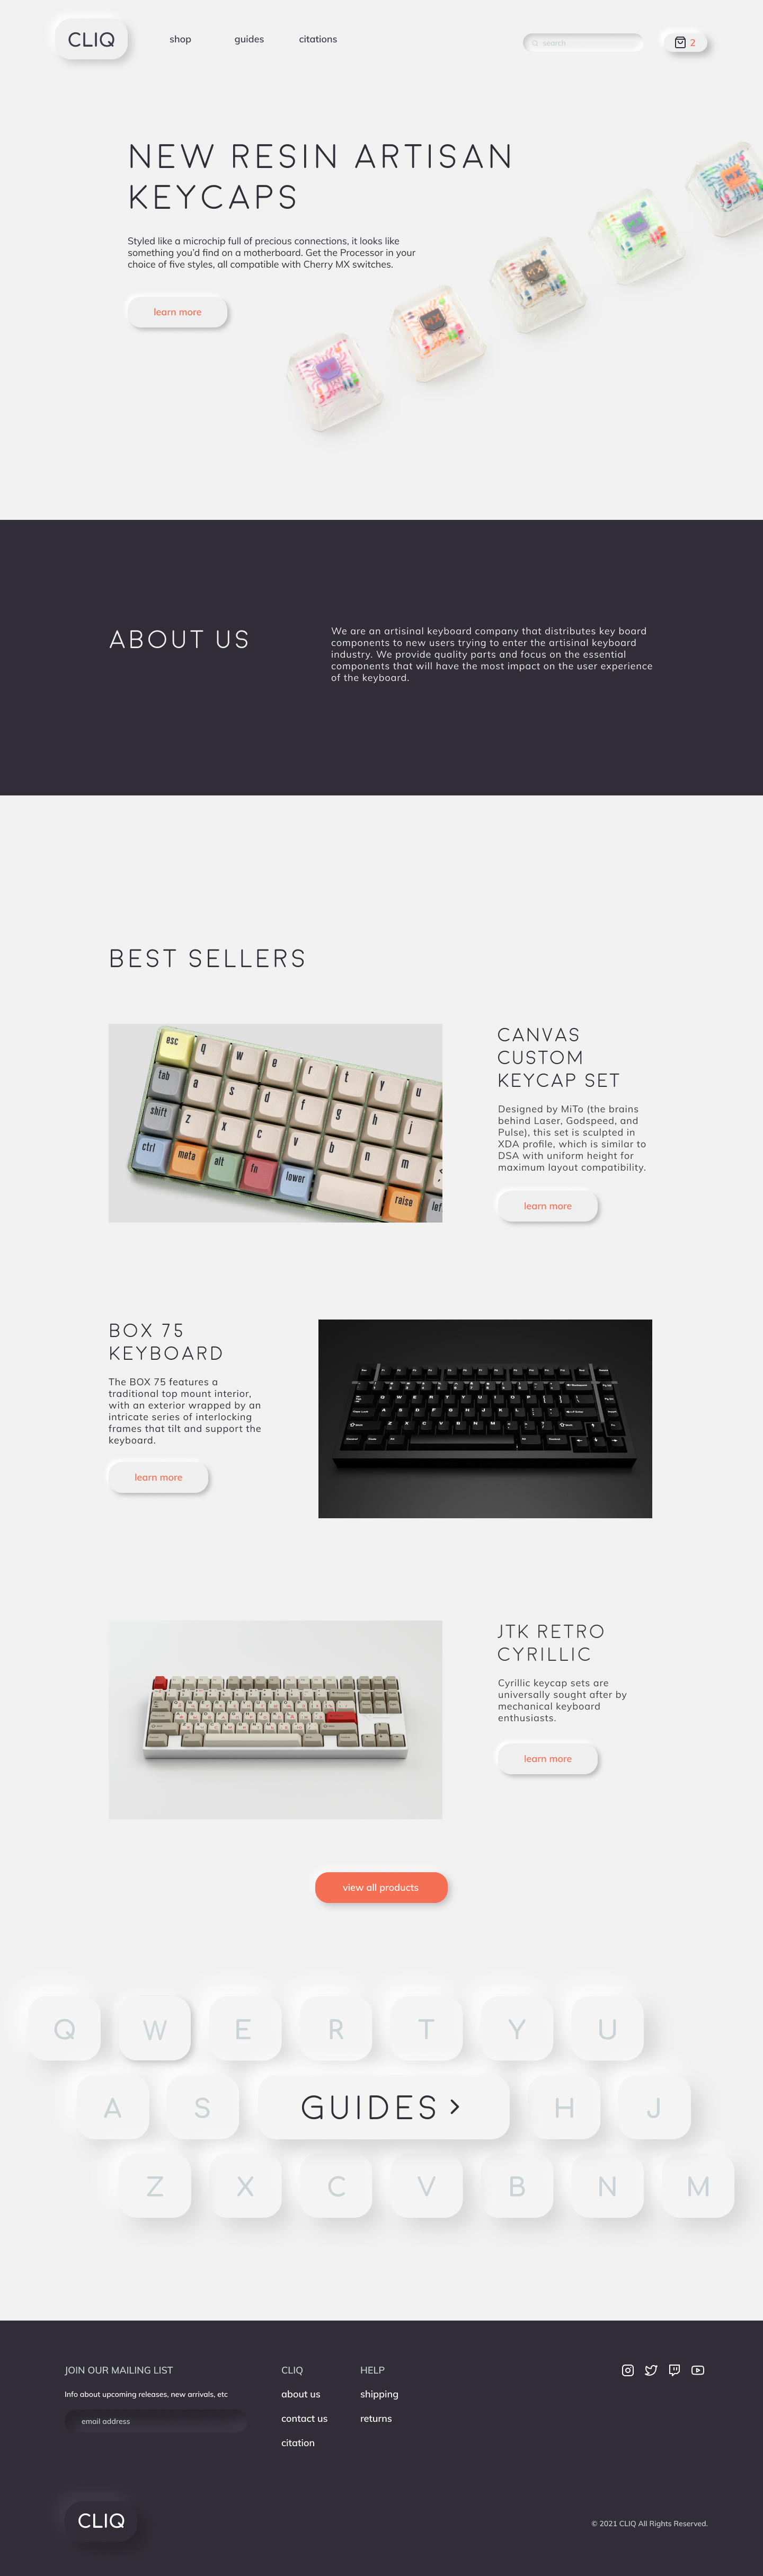 CLIQ
shop
guides
citations
search
2
NEW RESIN ARTISAN
KEYCAPS
Styled like a microchip full of precious connections, it looks like
something you'd find on a motherboard. Get the Processor in your
choice of five styles, all compatible with Cherry MX switches.
learn more
MX
MX
MX
MX
MX
ABOUT US
We are an artisinal keyboard company that distributes key board
components to new users trying to enter the artisinal keyboard
industry. We provide quality parts and focus on the essential
components that will have the most impact on the user experience
of the keyboard.
BEST SELLERS
esc q w e r t y u
tab a s d f g h j
shift z x c v b n m
ctrl meta alt fn lower raise lef
CANVAS
CUSTOM
KEYCAP SET
Designed by MiTo (the brains
behind Laser, Godspeed, and
Pulse), this set is sculpted in
XDA profile, which is similar to
DSA with uniform height for
maximum layout compatibility.
learn more
BOX 75
KEYBOARD
The BOX 75 features a
traditional top mount interior,
with an exterior wrapped by an
intricate series of interlocking
frames that tilt and support the
keyboard.
learn more
JTK RETRO
CYRILLIC
Cyrillic keycap sets are
universally sought after by
mechanical keyboard
enthusiasts.
learn more
view all products
Q W E R T Y U
A S GUIDES > H J
Z X C V B N M
JOIN OUR MAILING LIST
Info about upcoming releases, new arrivals, etc
email address
CLIQ
about us
contact us
citation
HELP
shipping
returns
CLIQ
© 2021 CLIQ All Rights Reserved.